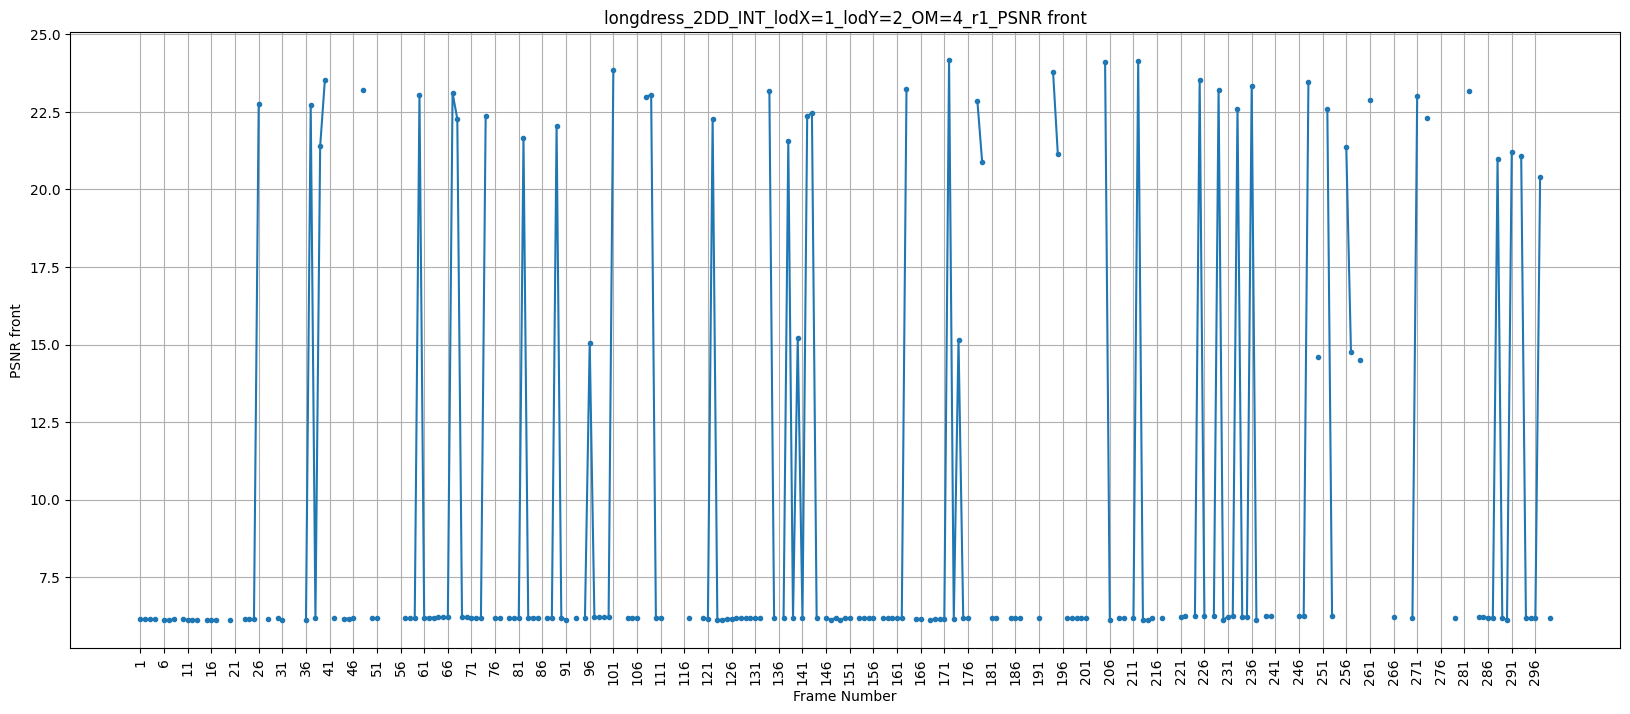 longdress_2DD_INT_lodX=1_lodY=2_OM=4_r1_PSNR front
25.0
22.5
20.0
17.5
15.0
12.5
10.0
7.5
PSNR front
1 6 11 16 21 26 31 36 41 46 51 56 61 66 71 76 81 86 91 96 101 106 111 116 121 126 131 136 141 146 151 156 161 166 171 176 181 186 191 196 201 206 211 216 221 226 231 236 241 246 251 256 261 266 271 276 281 286 291 296
Frame Number